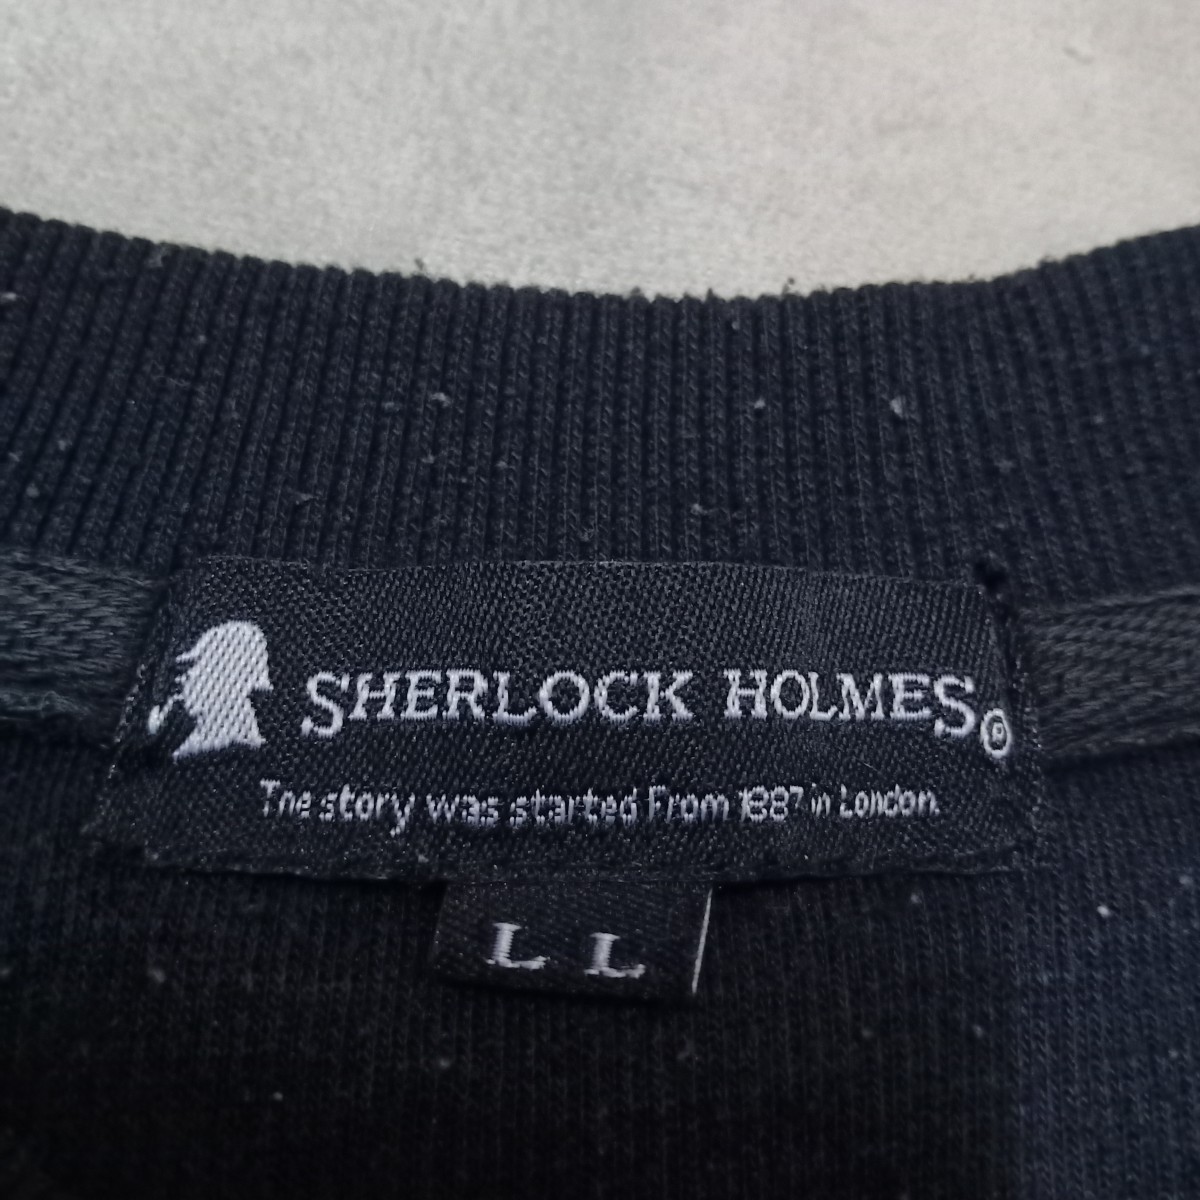 SHERLOCK HOLMES®
The story was started From 1887 in London.
LL